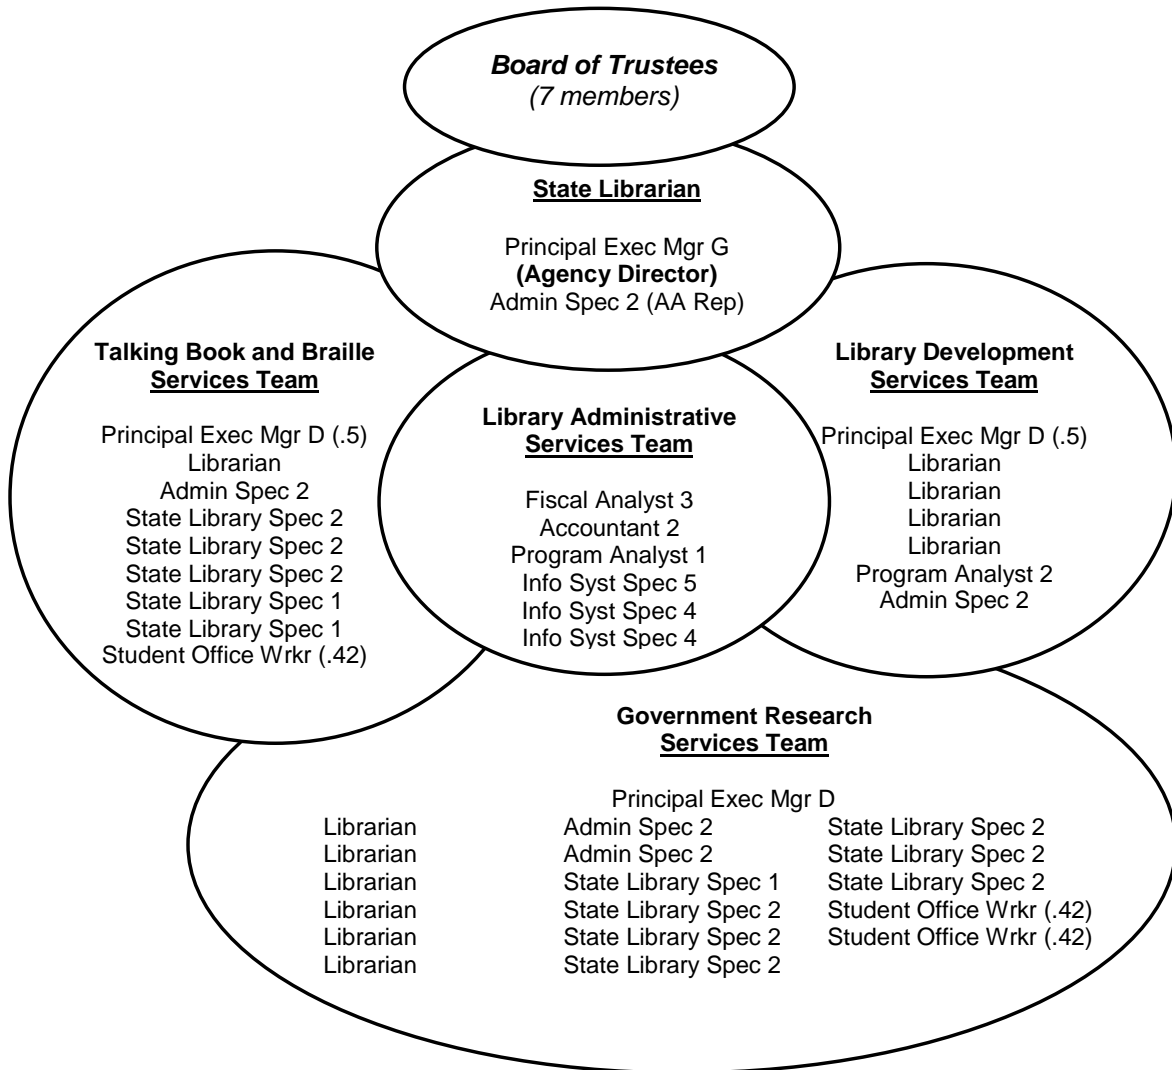 Board of Trustees
(7 members)
State Librarian
Principal Exec Mgr G
(Agency Director)
Admin Spec 2 (AA Rep)
Talking Book and Braille
Services Team
Principal Exec Mgr D (.5)
Librarian
Admin Spec 2
State Library Spec 2
State Library Spec 2
State Library Spec 2
State Library Spec 1
State Library Spec 1
Student Office Wrkr (.42)
Library Administrative
Services Team
Fiscal Analyst 3
Accountant 2
Program Analyst 1
Info Syst Spec 5
Info Syst Spec 4
Info Syst Spec 4
Library Development
Services Team
Principal Exec Mgr D (.5)
Librarian
Librarian
Librarian
Librarian
Program Analyst 2
Admin Spec 2
Government Research
Services Team
Principal Exec Mgr D
Librarian Admin Spec 2 State Library Spec 2
Librarian Admin Spec 2 State Library Spec 2
Librarian State Library Spec 1 State Library Spec 2
Librarian State Library Spec 2 Student Office Wrkr (.42)
Librarian State Library Spec 2 Student Office Wrkr (.42)
Librarian State Library Spec 2